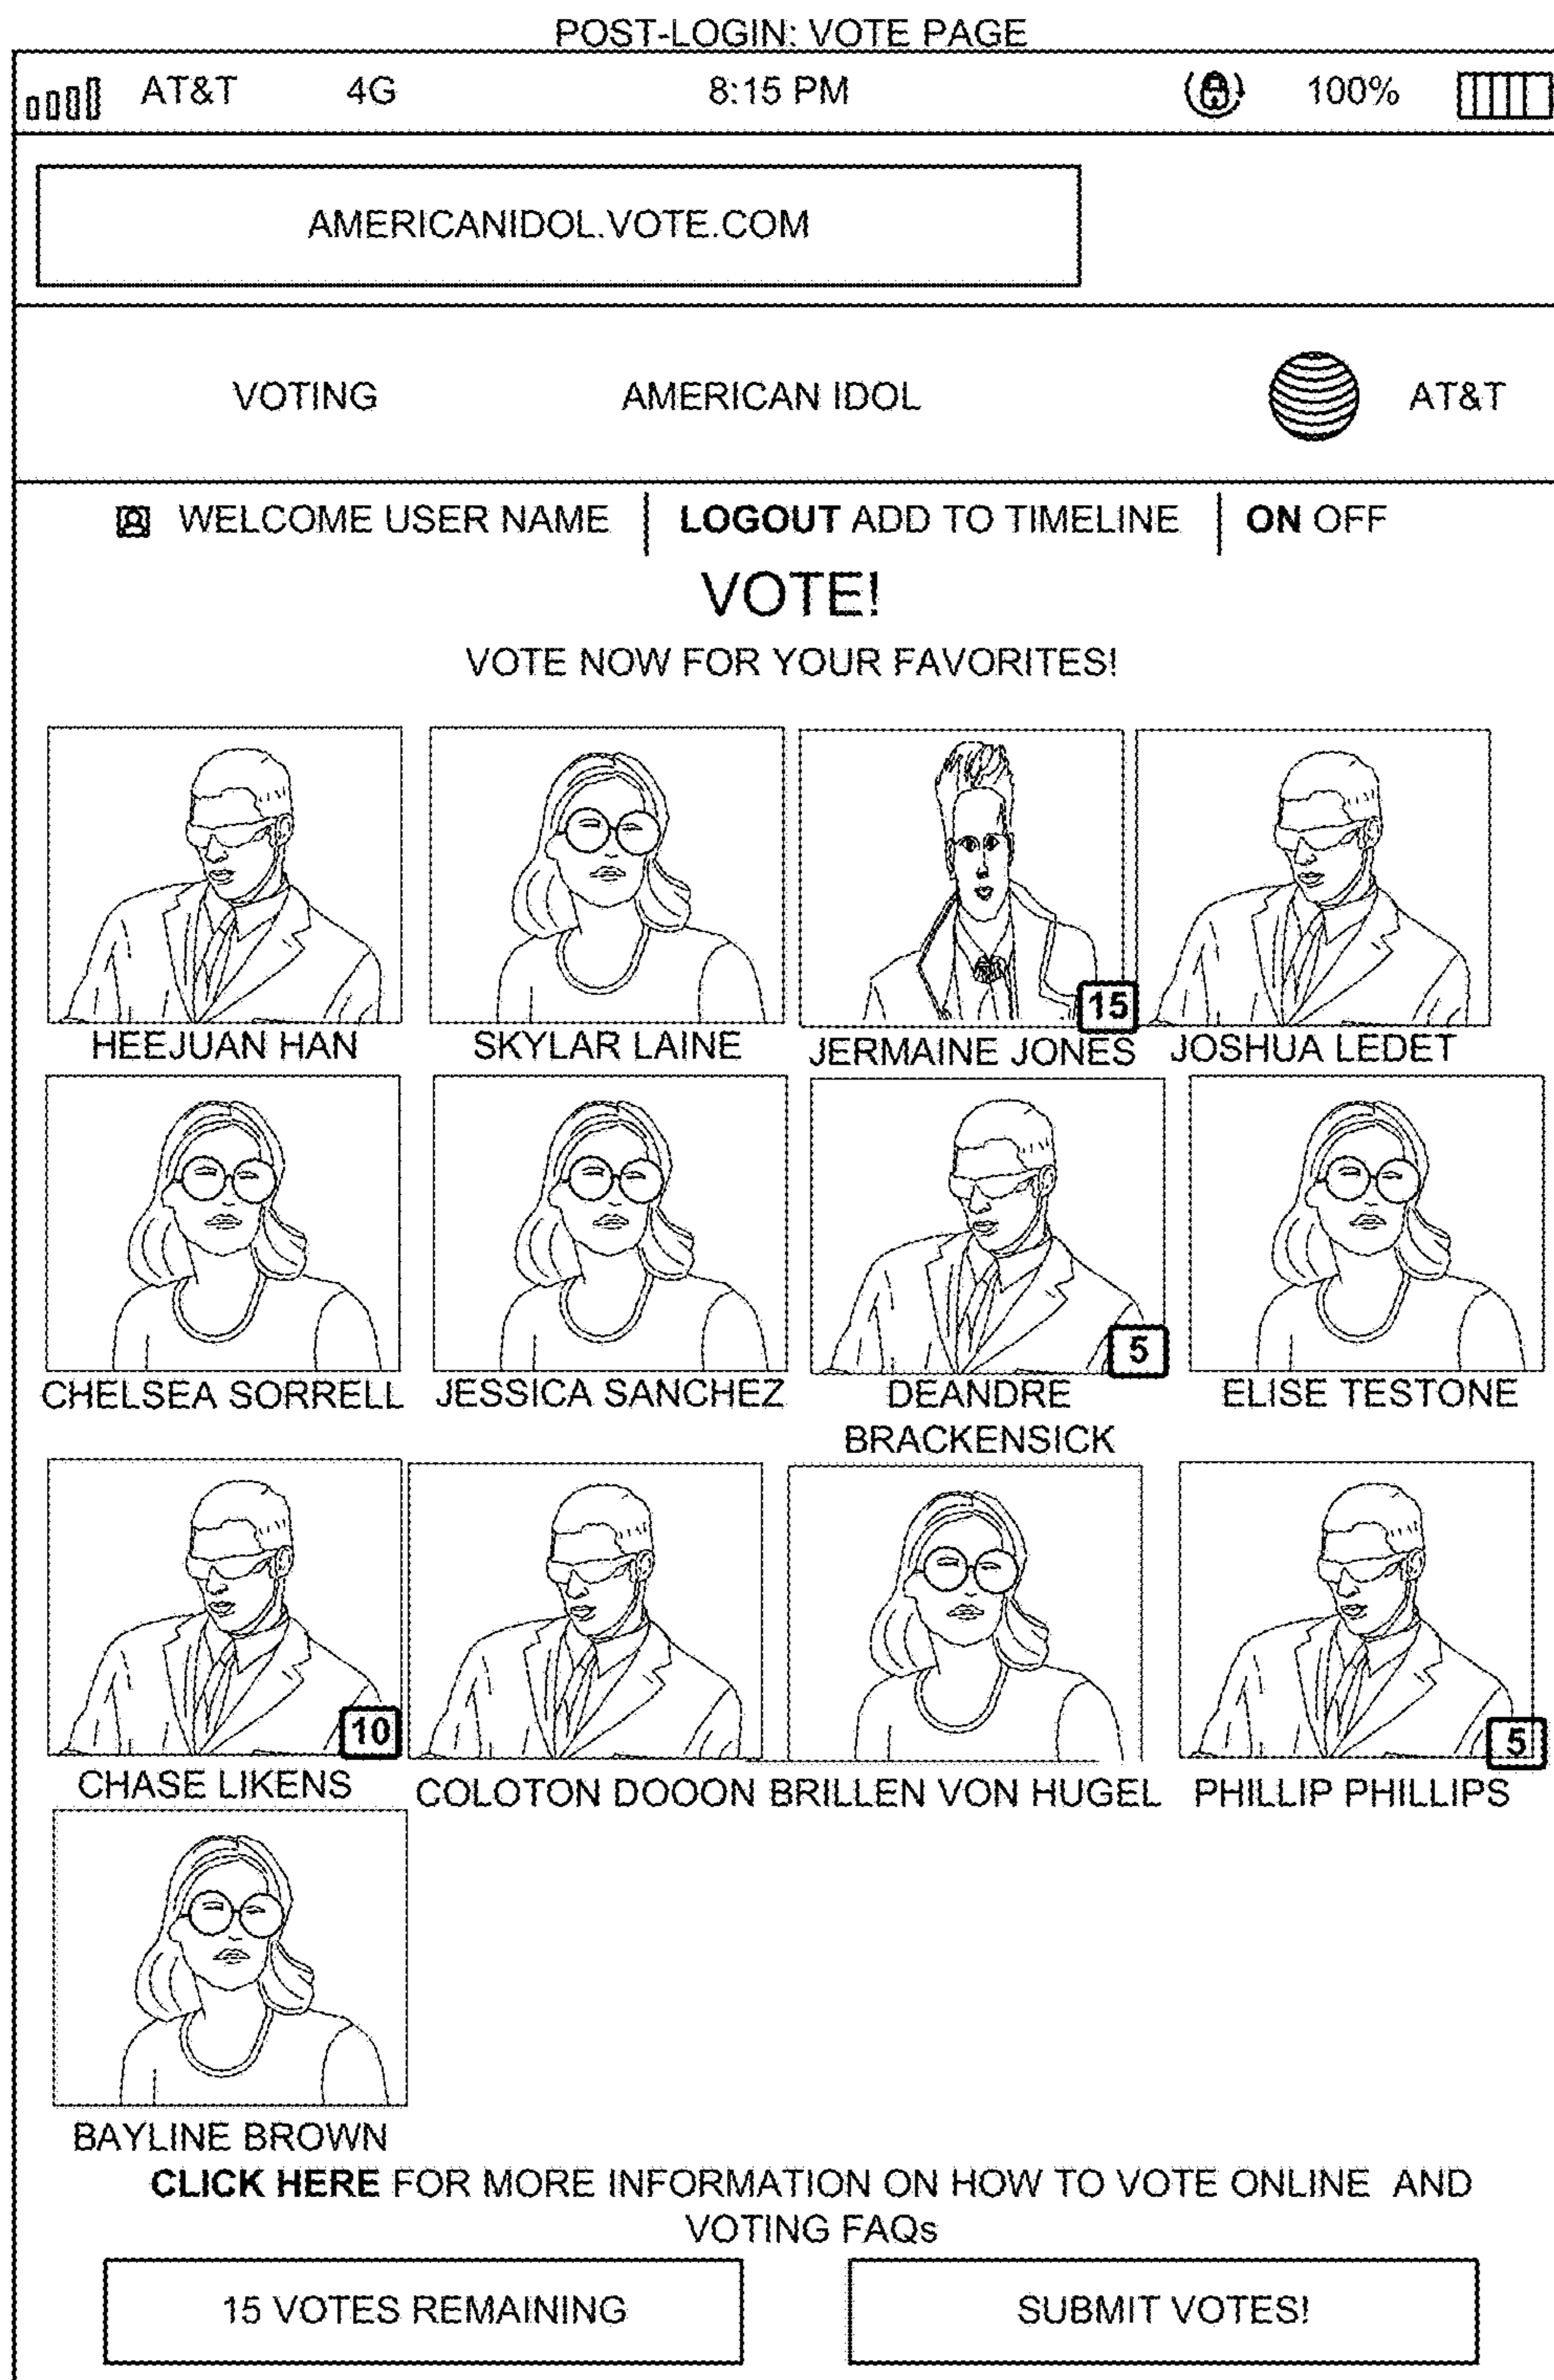 POST-LOGIN: VOTE PAGE
AT&T 4G 8:15 PM 100%
AMERICANIDOL.VOTE.COM
VOTING AMERICAN IDOL AT&T
WELCOME USER NAME | LOGOUT ADD TO TIMELINE | ON OFF
VOTE!
VOTE NOW FOR YOUR FAVORITES!
15
HEEJUAN HAN SKYLAR LAINE JERMAINE JONES JOSHUA LEDET
5
CHELSEA SORRELL JESSICA SANCHEZ DEANDRE ELISE TESTONE
BRACKENSICK
10 5
CHASE LIKENS COLOTON DOOON BRILLEN VON HUGEL PHILLIP PHILLIPS
BAYLINE BROWN
CLICK HERE FOR MORE INFORMATION ON HOW TO VOTE ONLINE AND
VOTING FAQs
15 VOTES REMAINING SUBMIT VOTES!